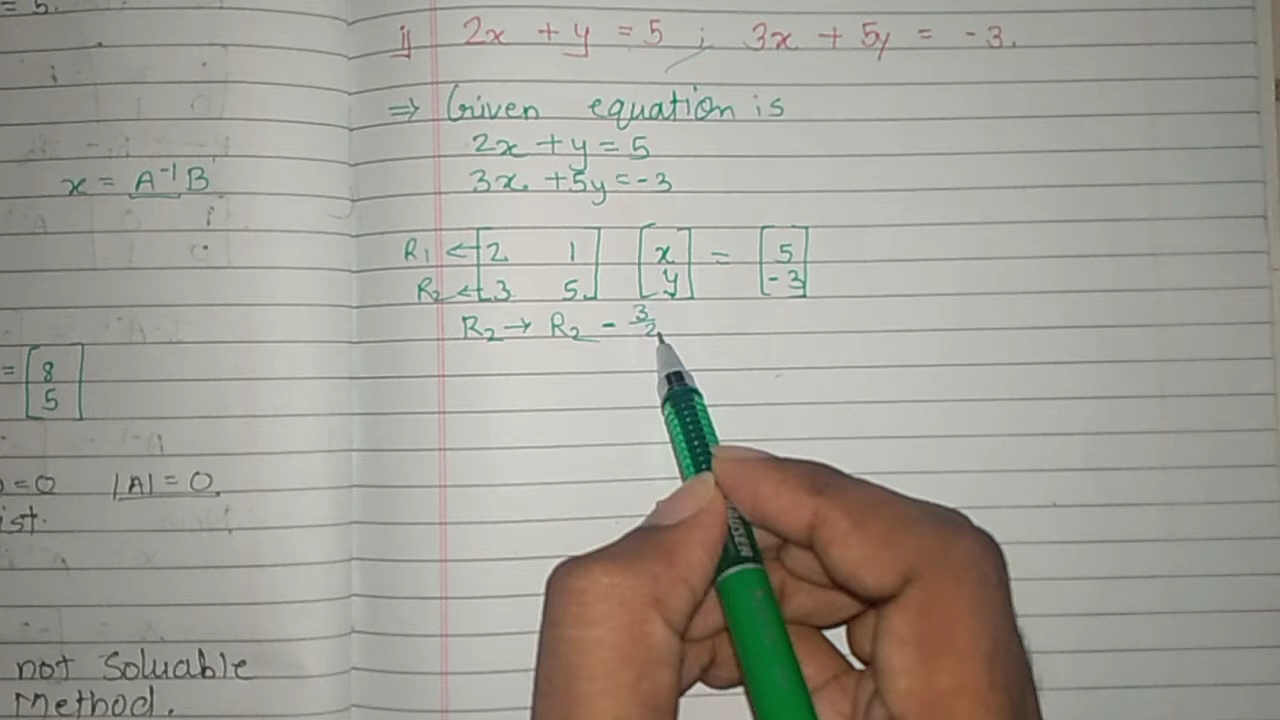 = 5.
x = A⁻¹B
= [8
5]
=0 |A| = 0
ist.
not Soluable
Method.
i) 2x + y = 5 ; 3x + 5y = -3.
⇒ Given equation is
2x + y = 5
3x + 5y = -3
R₁ ← [2 1] [x] = [5]
R₂ ← [3 5] [y] [-3]
R₂ → R₂ - 3/2